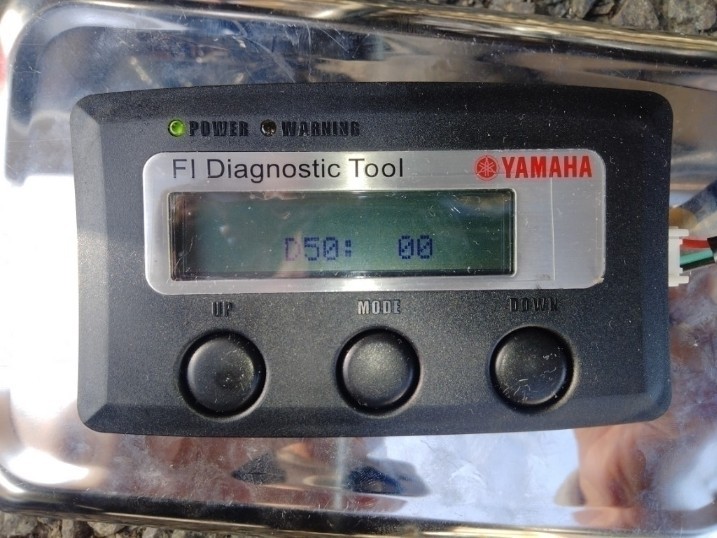 POWER WARNING
FI Diagnostic Tool YAMAHA
D50: 00
UP MODE DOWN